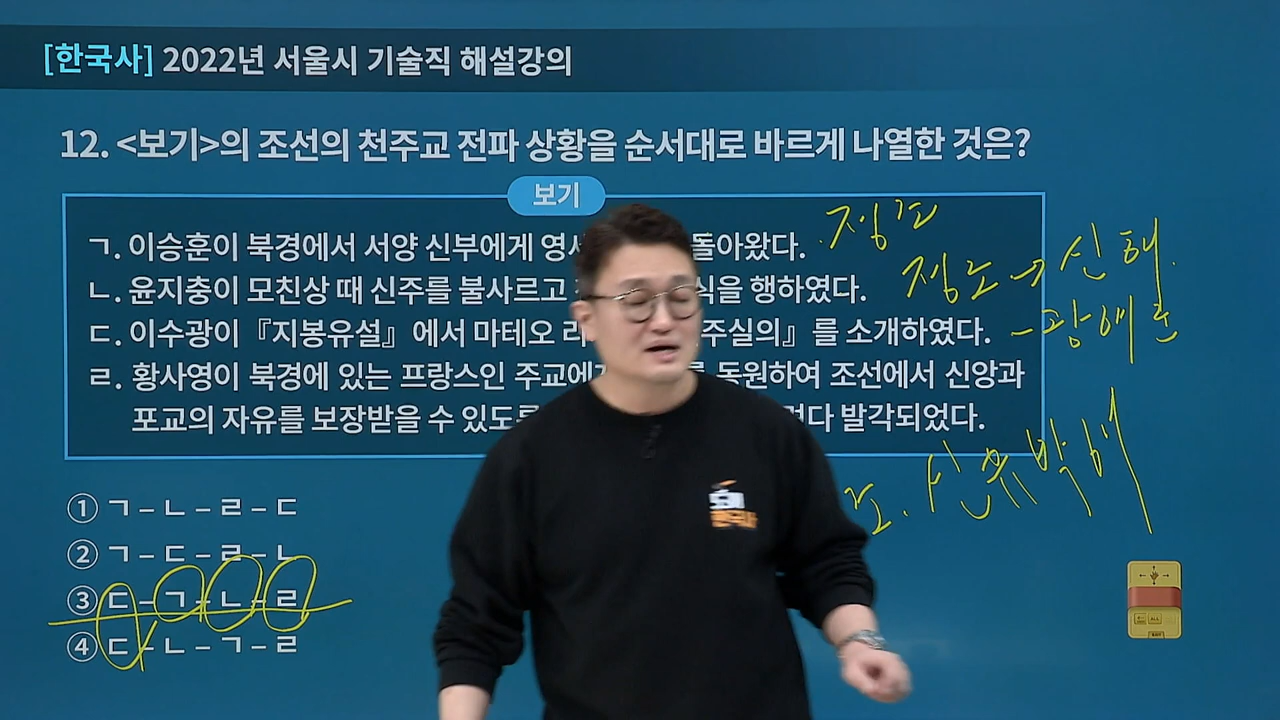 [한국사] 2022년 서울시 기술직 해설강의
12. <보기>의 조선의 천주교 전파 상황을 순서대로 바르게 나열한 것은?
보기
ㄱ. 이승훈이 북경에서 서양 신부에게 영 돌아왔다. 정조
ㄴ. 윤지충이 모친상 때 신주를 불사르고 식을 행하였다. 정조 → 신해
ㄷ. 이수광이 『지봉유설』에서 마테오 주실의』를 소개하였다. - 광해군
ㄹ. 황사영이 북경에 있는 프랑스인 주교에 동원하여 조선에서 신앙과
포교의 자유를 보장받을 수 있도록 발각되었다.
조. 신유박해
① ㄱ - ㄴ - ㄹ - ㄷ
② ㄱ - ㄷ - ㄹ - ㄴ
③ ㄷ - ㄱ - ㄴ - ㄹ
④ ㄷ - ㄴ - ㄱ - ㄹ